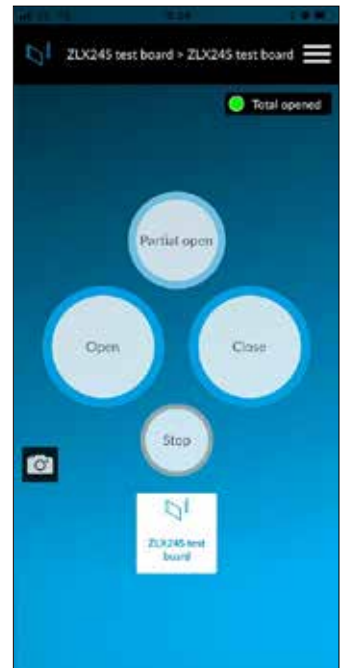 ZLX24S test board > ZLX24S test board
Total opened
Partial open
Open
Close
Stop
ZLX24S test
board